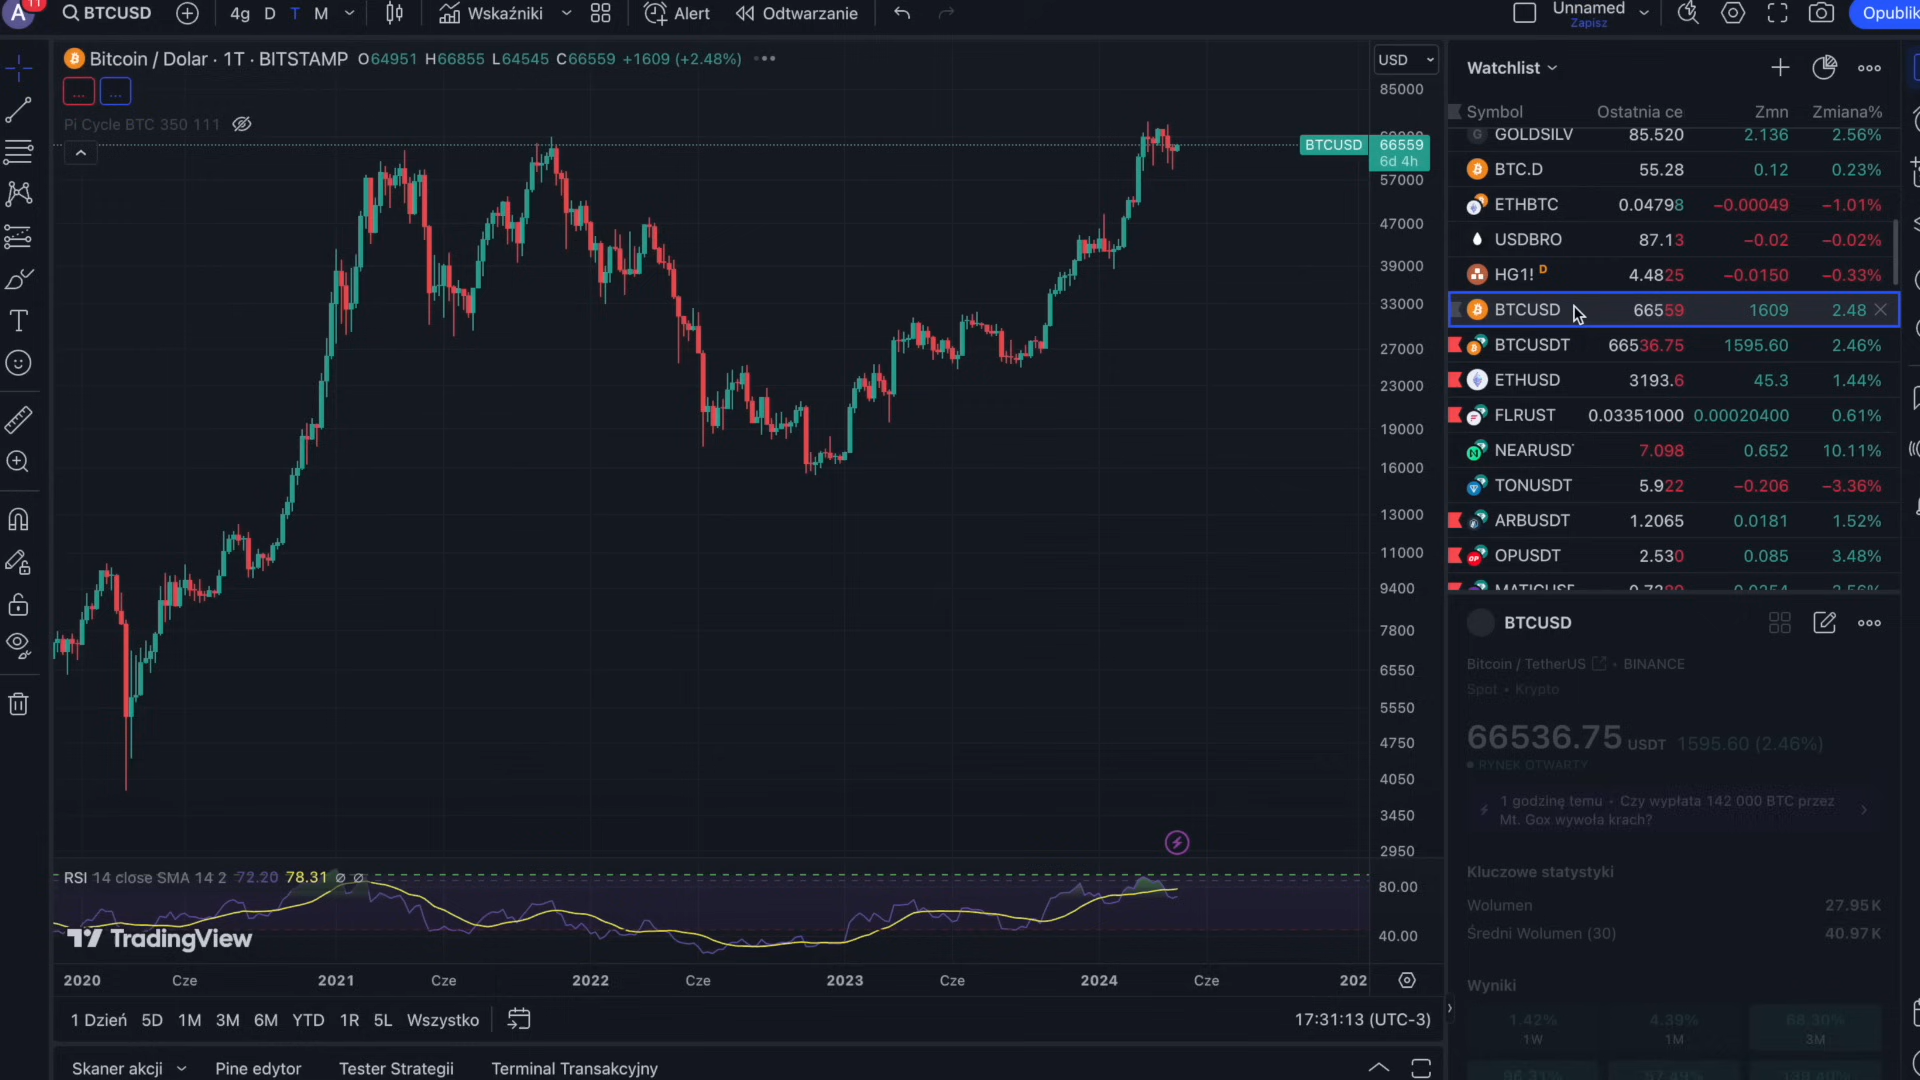 A 11 BTCUSD 4g D T M Wskaźniki Alert Odtwarzanie Unnamed Zapisz Opublik
Bitcoin / Dolar · 1T · BITSTAMP O64951 H66855 L64545 C66559 +1609 (+2.48%)
Pi Cycle BTC 350 111
USD
85000
BTCUSD 66559
6d 4h
57000
47000
39000
33000
27000
23000
19000
16000
13000
11000
9400
7800
6550
5550
4750
4050
3450
2950
RSI 14 close SMA 14 2 72.20 78.31 ∅ ∅
80.00
40.00
TradingView
2020 Cze 2021 Cze 2022 Cze 2023 Cze 2024 Cze 202
1 Dzień 5D 1M 3M 6M YTD 1R 5L Wszystko 17:31:13 (UTC-3)
Skaner akcji Pine edytor Tester Strategii Terminal Transakcyjny
Watchlist
Symbol Ostatnia ce Zmn Zmiana%
GOLDSILV 85.520 2.136 2.56%
BTC.D 55.28 0.12 0.23%
ETHBTC 0.04798 −0.00049 −1.01%
USDBRO 87.13 −0.02 −0.02%
HG1! D 4.4825 −0.0150 −0.33%
BTCUSD 66559 1609 2.48
BTCUSDT 66536.75 1595.60 2.46%
ETHUSD 3193.6 45.3 1.44%
FLRUST 0.03351000 0.00020400 0.61%
NEARUSD 7.098 0.652 10.11%
TONUSDT 5.922 −0.206 −3.36%
ARBUSDT 1.2065 0.0181 1.52%
OPUSDT 2.530 0.085 3.48%
BTCUSD
Bitcoin / TetherUS • BINANCE
Spot • Krypto
66536.75 USDT 1595.60 (2.46%)
RYNEK OTWARTY
1 godzinę temu • Czy wypłata 142 000 BTC przez
Mt. Gox wywoła krach?
Kluczowe statystyki
Wolumen 27.95K
Średni Wolumen (30) 40.97K
Wyniki
1.42% 4.39% 68.30%
1W 1M 3M